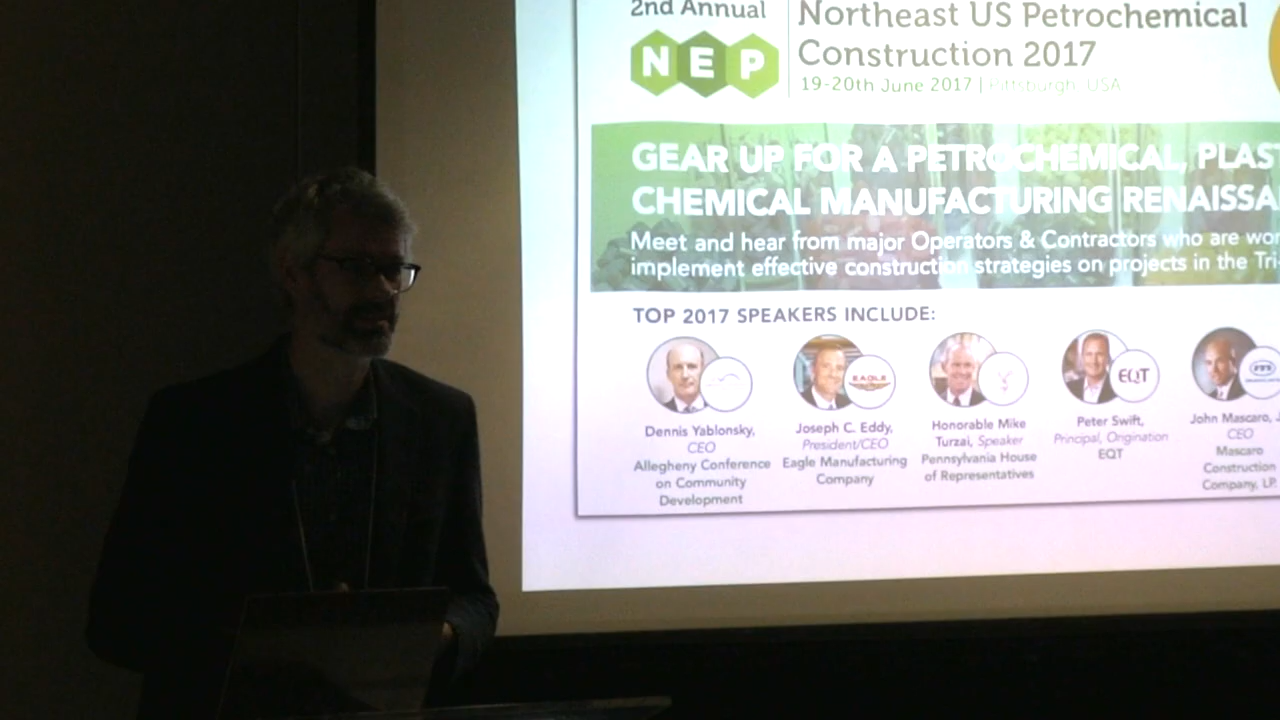 2nd Annual
NEP
Northeast US Petrochemical
Construction 2017
19-20th June 2017 | Pittsburgh, USA
GEAR UP FOR A PETROCHEMICAL, PLAST
CHEMICAL MANUFACTURING RENAISSA
Meet and hear from major Operators & Contractors who are wor
implement effective construction strategies on projects in the Tri-
TOP 2017 SPEAKERS INCLUDE:
EAGLE
EQT
Dennis Yablonsky,
CEO
Allegheny Conference
on Community
Development
Joseph C. Eddy,
President/CEO
Eagle Manufacturing
Company
Honorable Mike
Turzai, Speaker
Pennsylvania House
of Representatives
Peter Swift,
Principal, Orgination
EQT
John Mascaro, J
CEO
Mascaro
Construction
Company, LP.